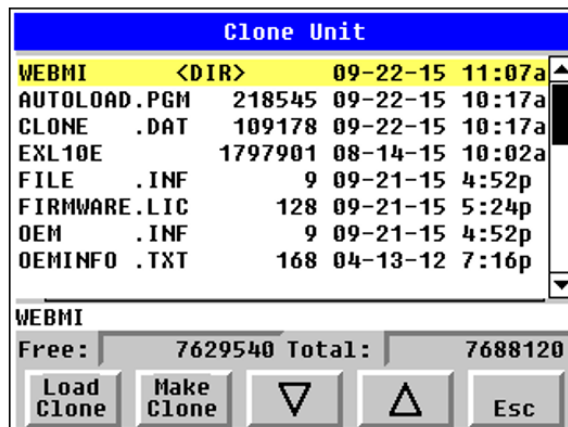 Clone Unit
WEBMI <DIR> 09-22-15 11:07a
AUTOLOAD.PGM 218545 09-22-15 10:17a
CLONE .DAT 109178 09-22-15 10:17a
EXL10E 1797901 08-14-15 10:02a
FILE .INF 9 09-21-15 4:52p
FIRMWARE.LIC 128 09-21-15 5:24p
OEM .INF 9 09-21-15 4:52p
OEMINFO .TXT 168 04-13-12 7:16p
WEBMI
Free: 7629540 Total: 7688120
Load Clone Make Clone Esc